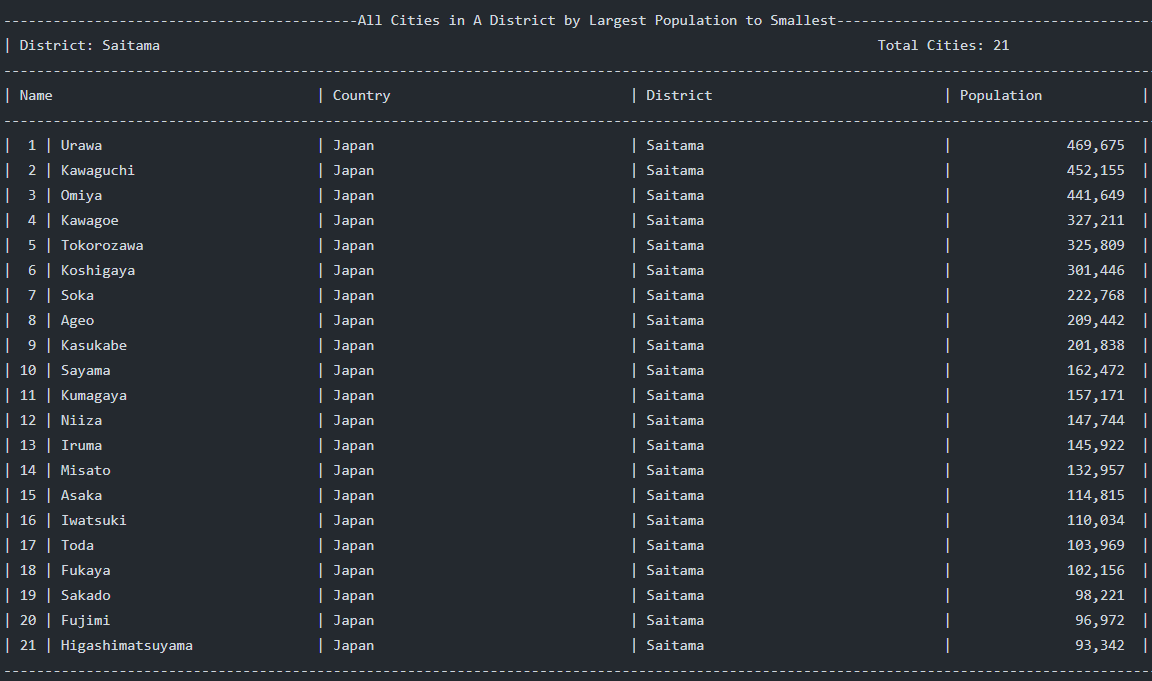 -------------------------------------------All Cities in A District by Largest Population to Smallest--------------------------------------
| District: Saitama Total Cities: 21
--------------------------------------------------------------------------------------------------------------------------------------------
| Name | Country | District | Population |
--------------------------------------------------------------------------------------------------------------------------------------------
| 1 | Urawa | Japan | Saitama | 469,675 |
| 2 | Kawaguchi | Japan | Saitama | 452,155 |
| 3 | Omiya | Japan | Saitama | 441,649 |
| 4 | Kawagoe | Japan | Saitama | 327,211 |
| 5 | Tokorozawa | Japan | Saitama | 325,809 |
| 6 | Koshigaya | Japan | Saitama | 301,446 |
| 7 | Soka | Japan | Saitama | 222,768 |
| 8 | Ageo | Japan | Saitama | 209,442 |
| 9 | Kasukabe | Japan | Saitama | 201,838 |
| 10 | Sayama | Japan | Saitama | 162,472 |
| 11 | Kumagaya | Japan | Saitama | 157,171 |
| 12 | Niiza | Japan | Saitama | 147,744 |
| 13 | Iruma | Japan | Saitama | 145,922 |
| 14 | Misato | Japan | Saitama | 132,957 |
| 15 | Asaka | Japan | Saitama | 114,815 |
| 16 | Iwatsuki | Japan | Saitama | 110,034 |
| 17 | Toda | Japan | Saitama | 103,969 |
| 18 | Fukaya | Japan | Saitama | 102,156 |
| 19 | Sakado | Japan | Saitama | 98,221 |
| 20 | Fujimi | Japan | Saitama | 96,972 |
| 21 | Higashimatsuyama | Japan | Saitama | 93,342 |
--------------------------------------------------------------------------------------------------------------------------------------------